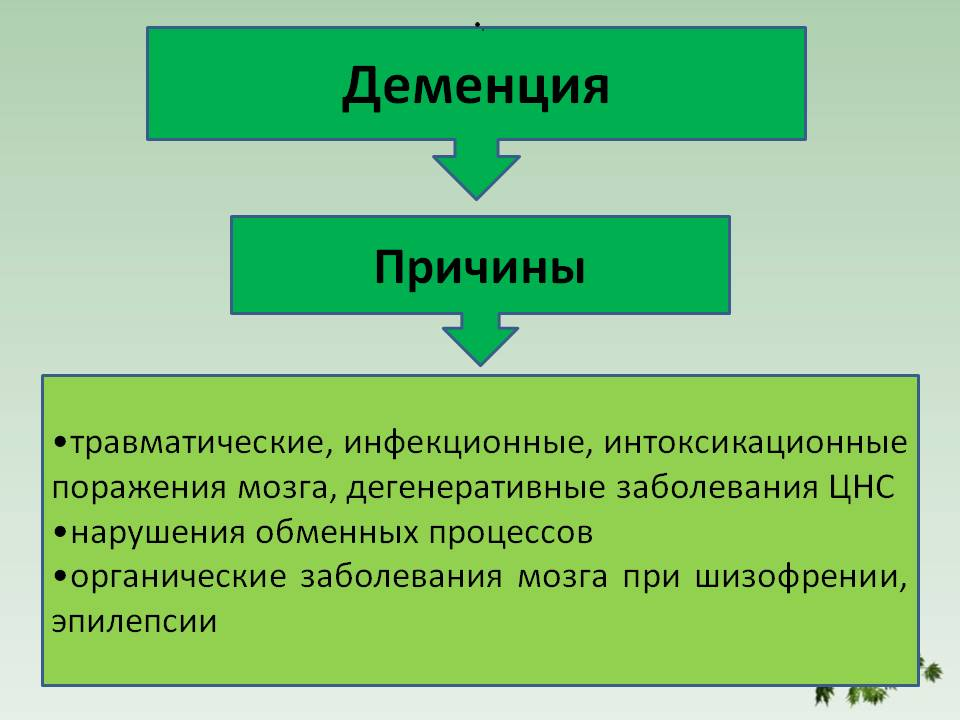 Деменция
Причины
•травматические, инфекционные, интоксикационные
поражения мозга, дегенеративные заболевания ЦНС
•нарушения обменных процессов
•органические заболевания мозга при шизофрении,
эпилепсии